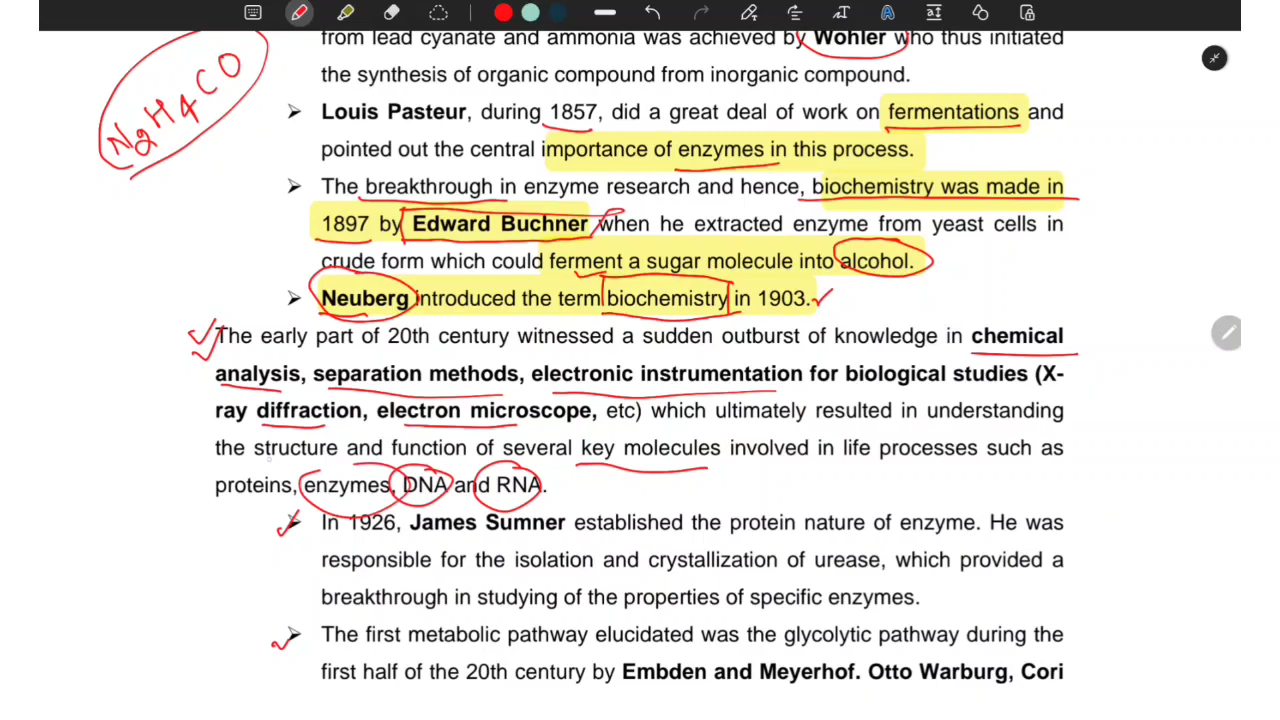 from lead cyanate and ammonia was achieved by Wohler who thus initiated
the synthesis of organic compound from inorganic compound.
N2H4CO
➢ Louis Pasteur, during 1857, did a great deal of work on fermentations and
pointed out the central importance of enzymes in this process.
➢ The breakthrough in enzyme research and hence, biochemistry was made in
1897 by Edward Buchner when he extracted enzyme from yeast cells in
crude form which could ferment a sugar molecule into alcohol.
➢ Neuberg introduced the term biochemistry in 1903.
The early part of 20th century witnessed a sudden outburst of knowledge in chemical
analysis, separation methods, electronic instrumentation for biological studies (X-
ray diffraction, electron microscope, etc) which ultimately resulted in understanding
the structure and function of several key molecules involved in life processes such as
proteins, enzymes, DNA and RNA.
➢ In 1926, James Sumner established the protein nature of enzyme. He was
responsible for the isolation and crystallization of urease, which provided a
breakthrough in studying of the properties of specific enzymes.
➢ The first metabolic pathway elucidated was the glycolytic pathway during the
first half of the 20th century by Embden and Meyerhof. Otto Warburg, Cori